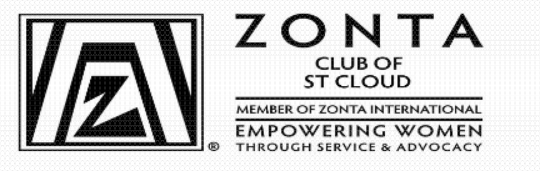 ZONTA
CLUB OF
ST CLOUD
MEMBER OF ZONTA INTERNATIONAL
EMPOWERING WOMEN
THROUGH SERVICE & ADVOCACY
Z
®